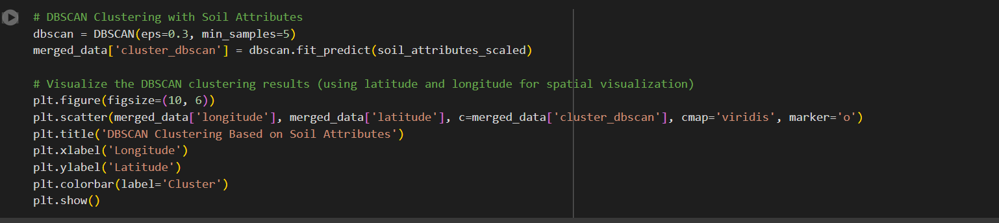 # DBSCAN Clustering with Soil Attributes
dbscan = DBSCAN(eps=0.3, min_samples=5)
merged_data['cluster_dbscan'] = dbscan.fit_predict(soil_attributes_scaled)
# Visualize the DBSCAN clustering results (using latitude and longitude for spatial visualization)
plt.figure(figsize=(10, 6))
plt.scatter(merged_data['longitude'], merged_data['latitude'], c=merged_data['cluster_dbscan'], cmap='viridis', marker='o')
plt.title('DBSCAN Clustering Based on Soil Attributes')
plt.xlabel('Longitude')
plt.ylabel('Latitude')
plt.colorbar(label='Cluster')
plt.show()